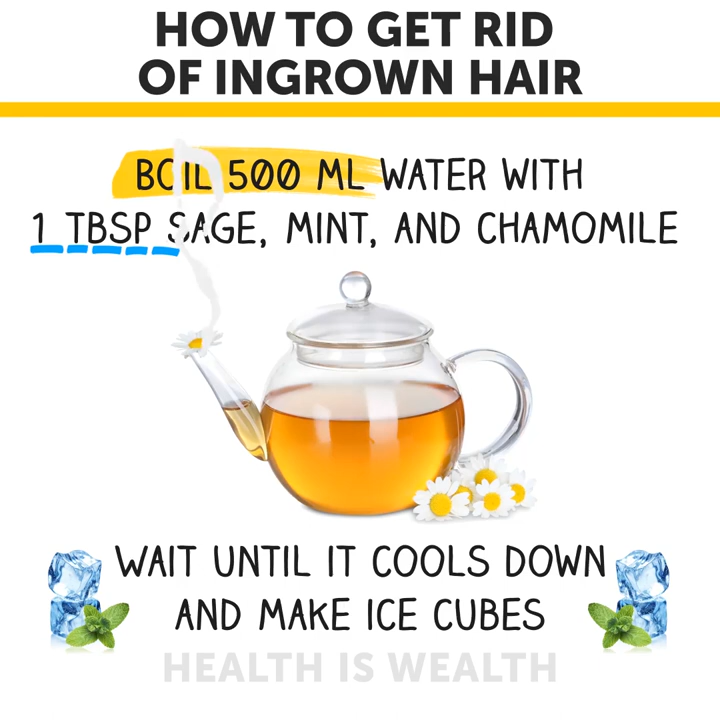 HOW TO GET RID
OF INGROWN HAIR
BOIL 500 ML WATER WITH
1 TBSP SAGE, MINT, AND CHAMOMILE
WAIT UNTIL IT COOLS DOWN
AND MAKE ICE CUBES
HEALTH IS WEALTH